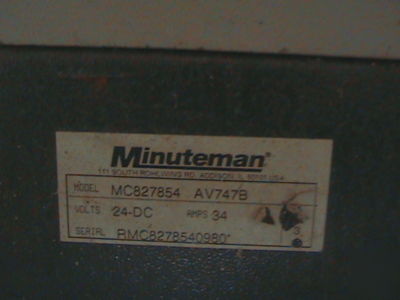 Minuteman
111 SOUTH ROHLWING RD. ADDISON, IL 60101 USA
MODEL MC827854 AV747B
VOLTS 24-DC AMPS 34
3
SERIAL RMC8278540980